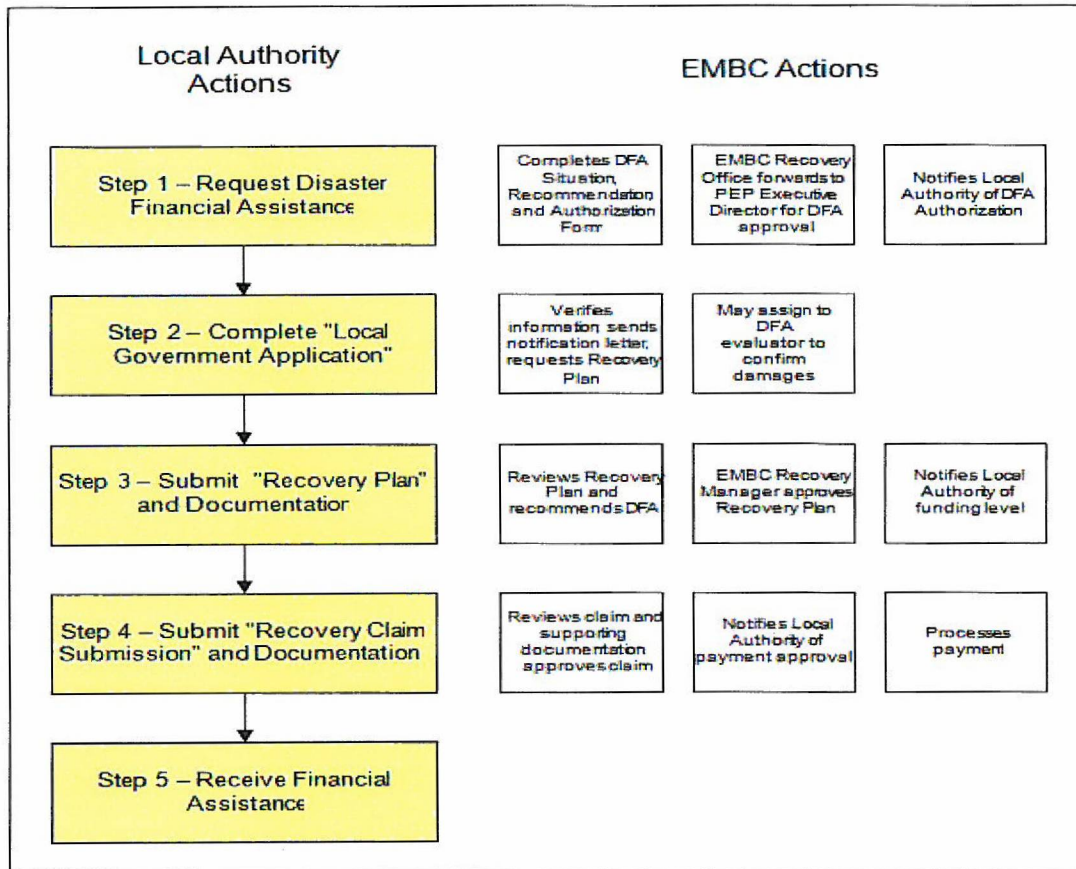 Local Authority
Actions
EMBC Actions
Step 1 – Request Disaster
Financial Assistance
Completes DFA
Situation,
Recommendation
and Authorization
Form
EMBC Recovery
Office forwards to
PEP Executive
Director for DFA
approval
Notifies Local
Authority of DFA
Authorization
Step 2 – Complete "Local
Government Application"
Verifies
information, sends
notification letter,
requests Recovery
Plan
May assign to
DFA
evaluator to
confirm
damages
Step 3 – Submit "Recovery Plan"
and Documentation
Reviews Recovery
Plan and
recommends DFA
EMBC Recovery
Manager approves
Recovery Plan
Notifies Local
Authority of
funding level
Step 4 – Submit "Recovery Claim
Submission" and Documentation
Reviews claim and
supporting
documentation
approves claim
Notifies Local
Authority of
payment approval
Processes
payment
Step 5 – Receive Financial
Assistance